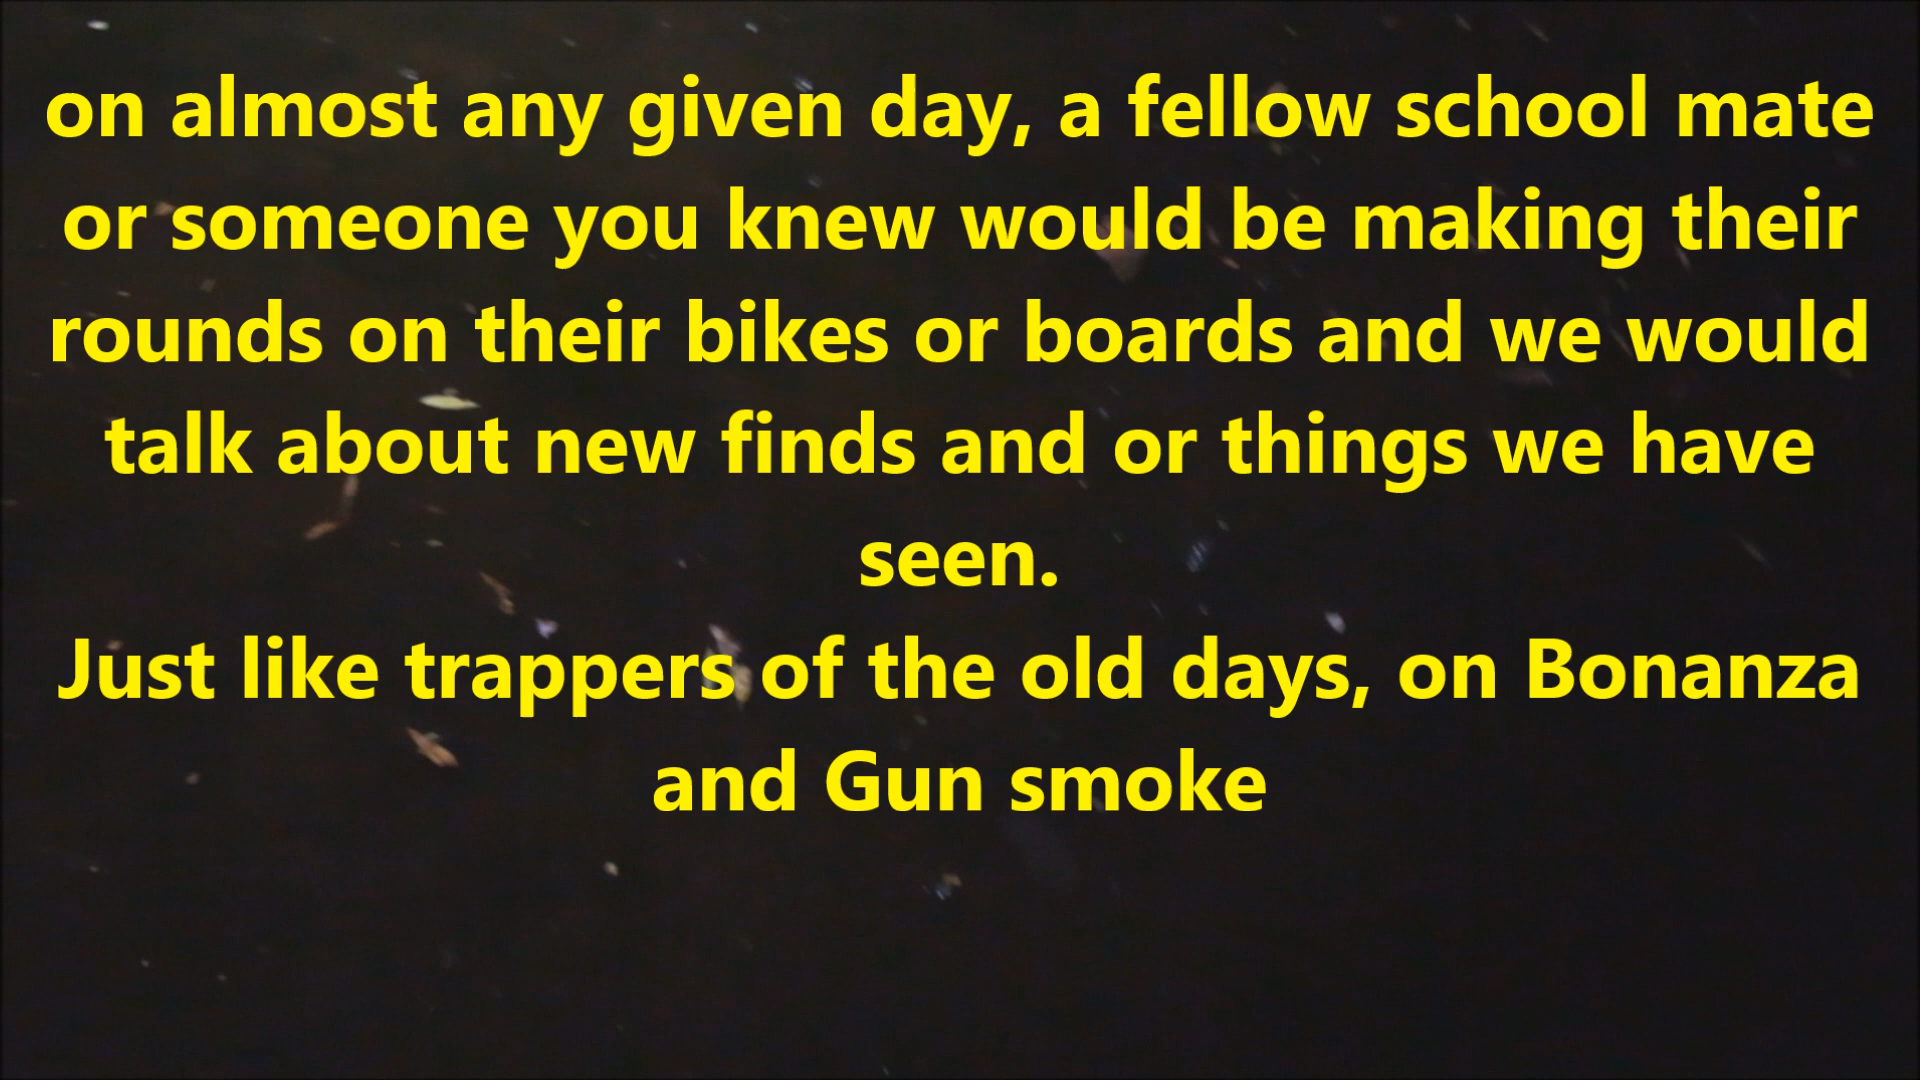 on almost any given day, a fellow school mate
or someone you knew would be making their
rounds on their bikes or boards and we would
talk about new finds and or things we have
seen.
Just like trappers of the old days, on Bonanza
and Gun smoke